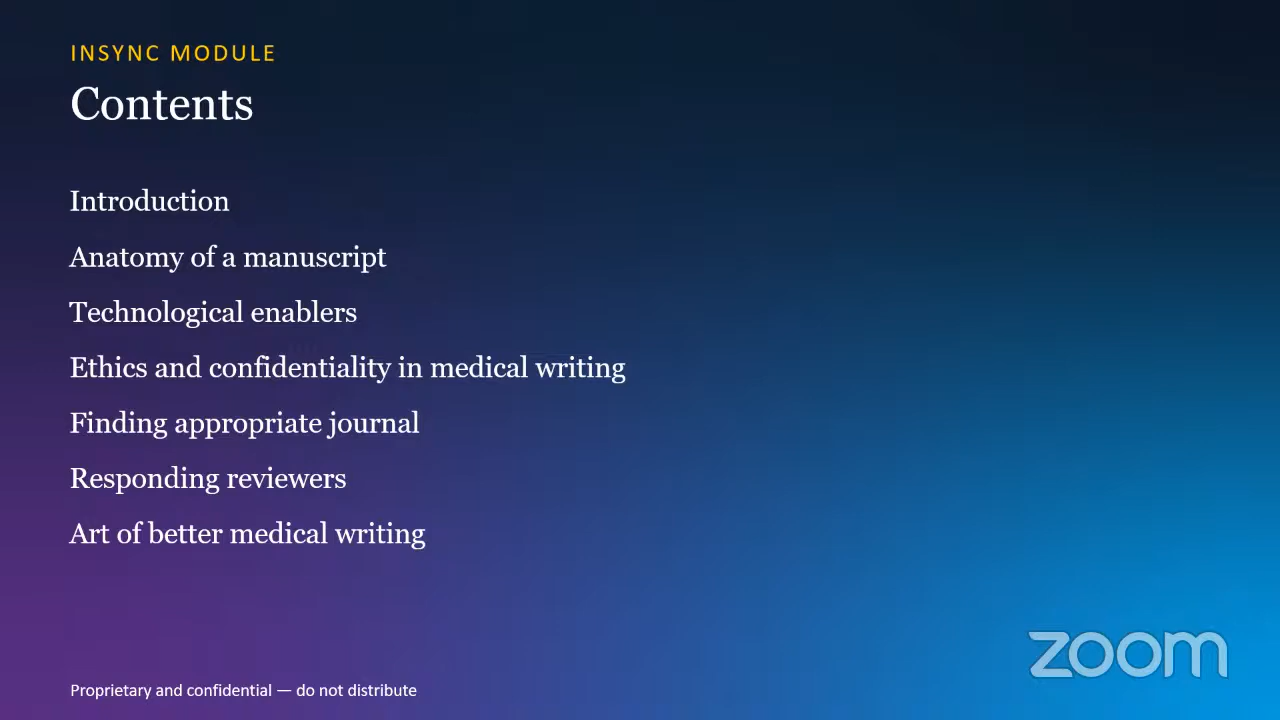 INSYNC MODULE
Contents
Introduction
Anatomy of a manuscript
Technological enablers
Ethics and confidentiality in medical writing
Finding appropriate journal
Responding reviewers
Art of better medical writing
zoom
Proprietary and confidential — do not distribute